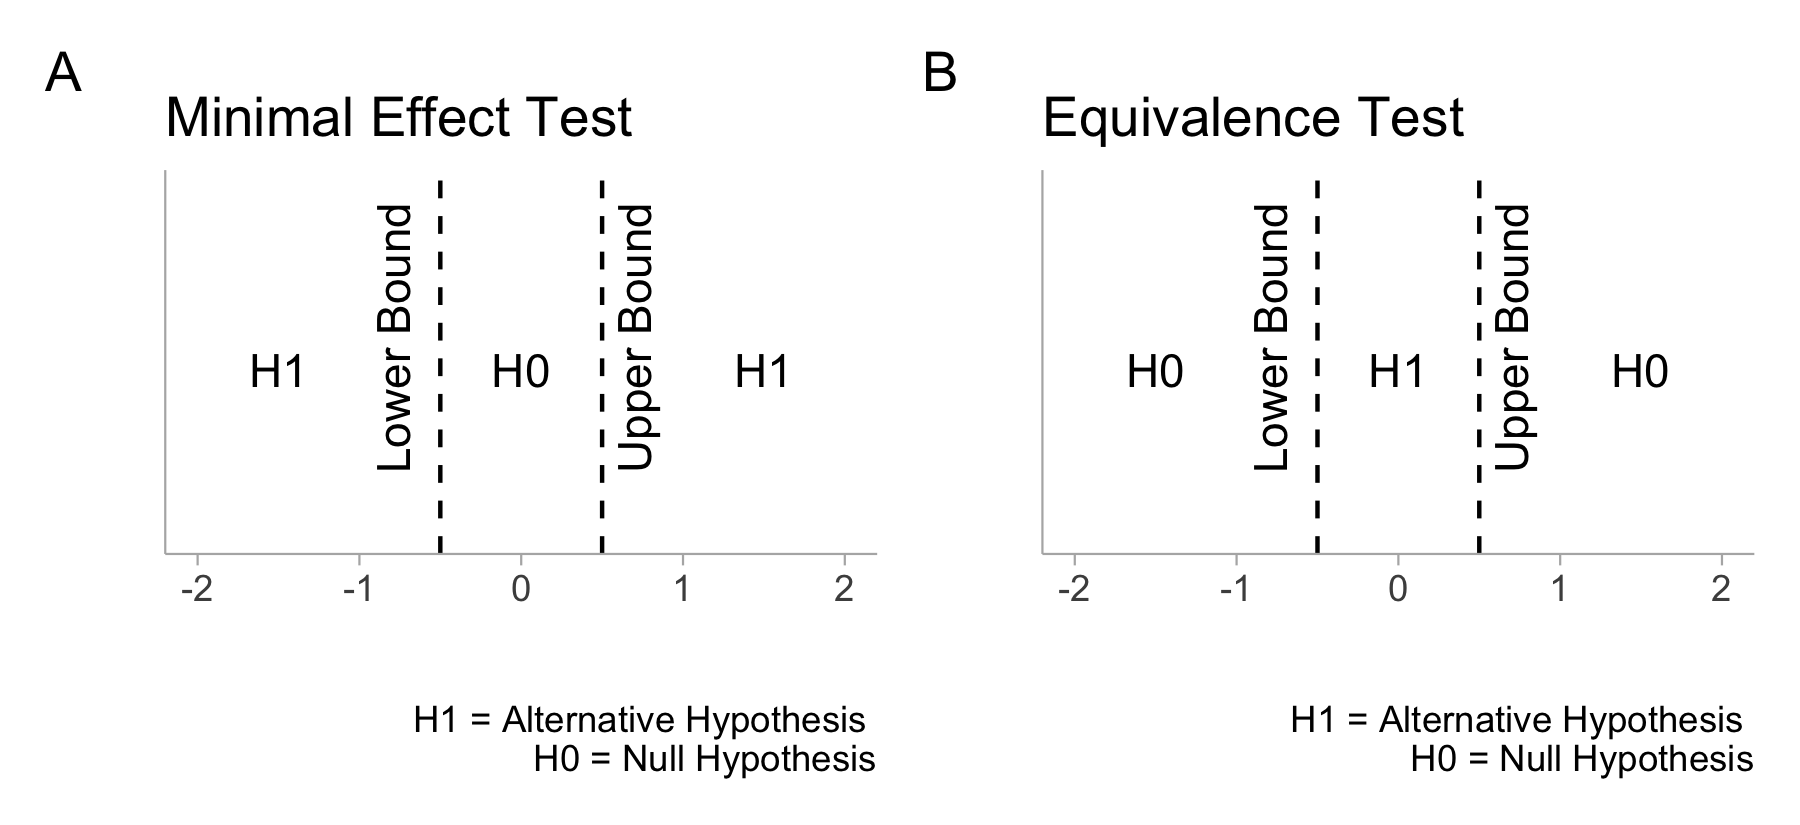 A
Minimal Effect Test
Lower Bound
Upper Bound
H1
H0
H1
-2
-1
0
1
2
H1 = Alternative Hypothesis
H0 = Null Hypothesis
B
Equivalence Test
Lower Bound
Upper Bound
H0
H1
H0
-2
-1
0
1
2
H1 = Alternative Hypothesis
H0 = Null Hypothesis